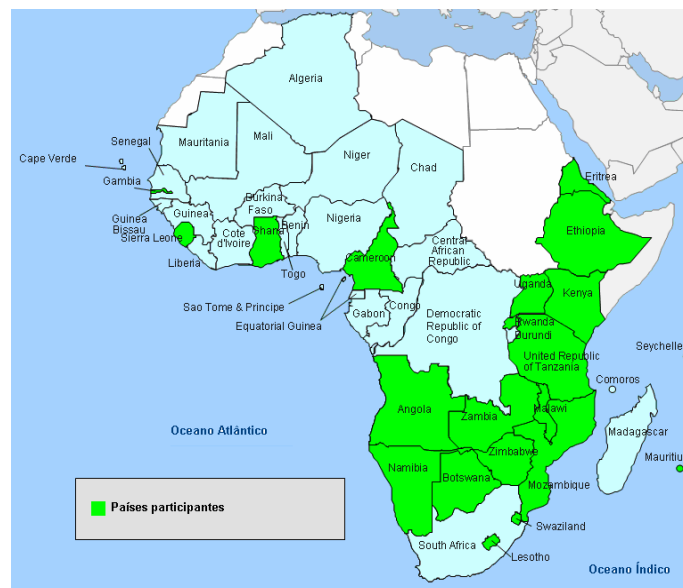 Algeria
Mauritania
Mali
Niger
Chad
Senegal
Cape Verde
Gambia
Guinea
Bissau
Guinea
Sierra Leone
Liberia
Cote
d'Ivoire
Burkina
Faso
Ghana
Benin
Togo
Nigeria
Cameroon
Central
African
Republic
Eritrea
Ethiopia
Sao Tome & Principe
Equatorial Guinea
Gabon
Congo
Democratic
Republic of
Congo
Uganda
Kenya
Rwanda
Burundi
United Republic
of Tanzania
Seychelle
Comoros
Angola
Zambia
Malawi
Madagascar
Mauritiu
Oceano Atlântico
Namibia
Botswana
Zimbabwe
Mozambique
Swaziland
South Africa
Lesotho
Países participantes
Oceano Índico